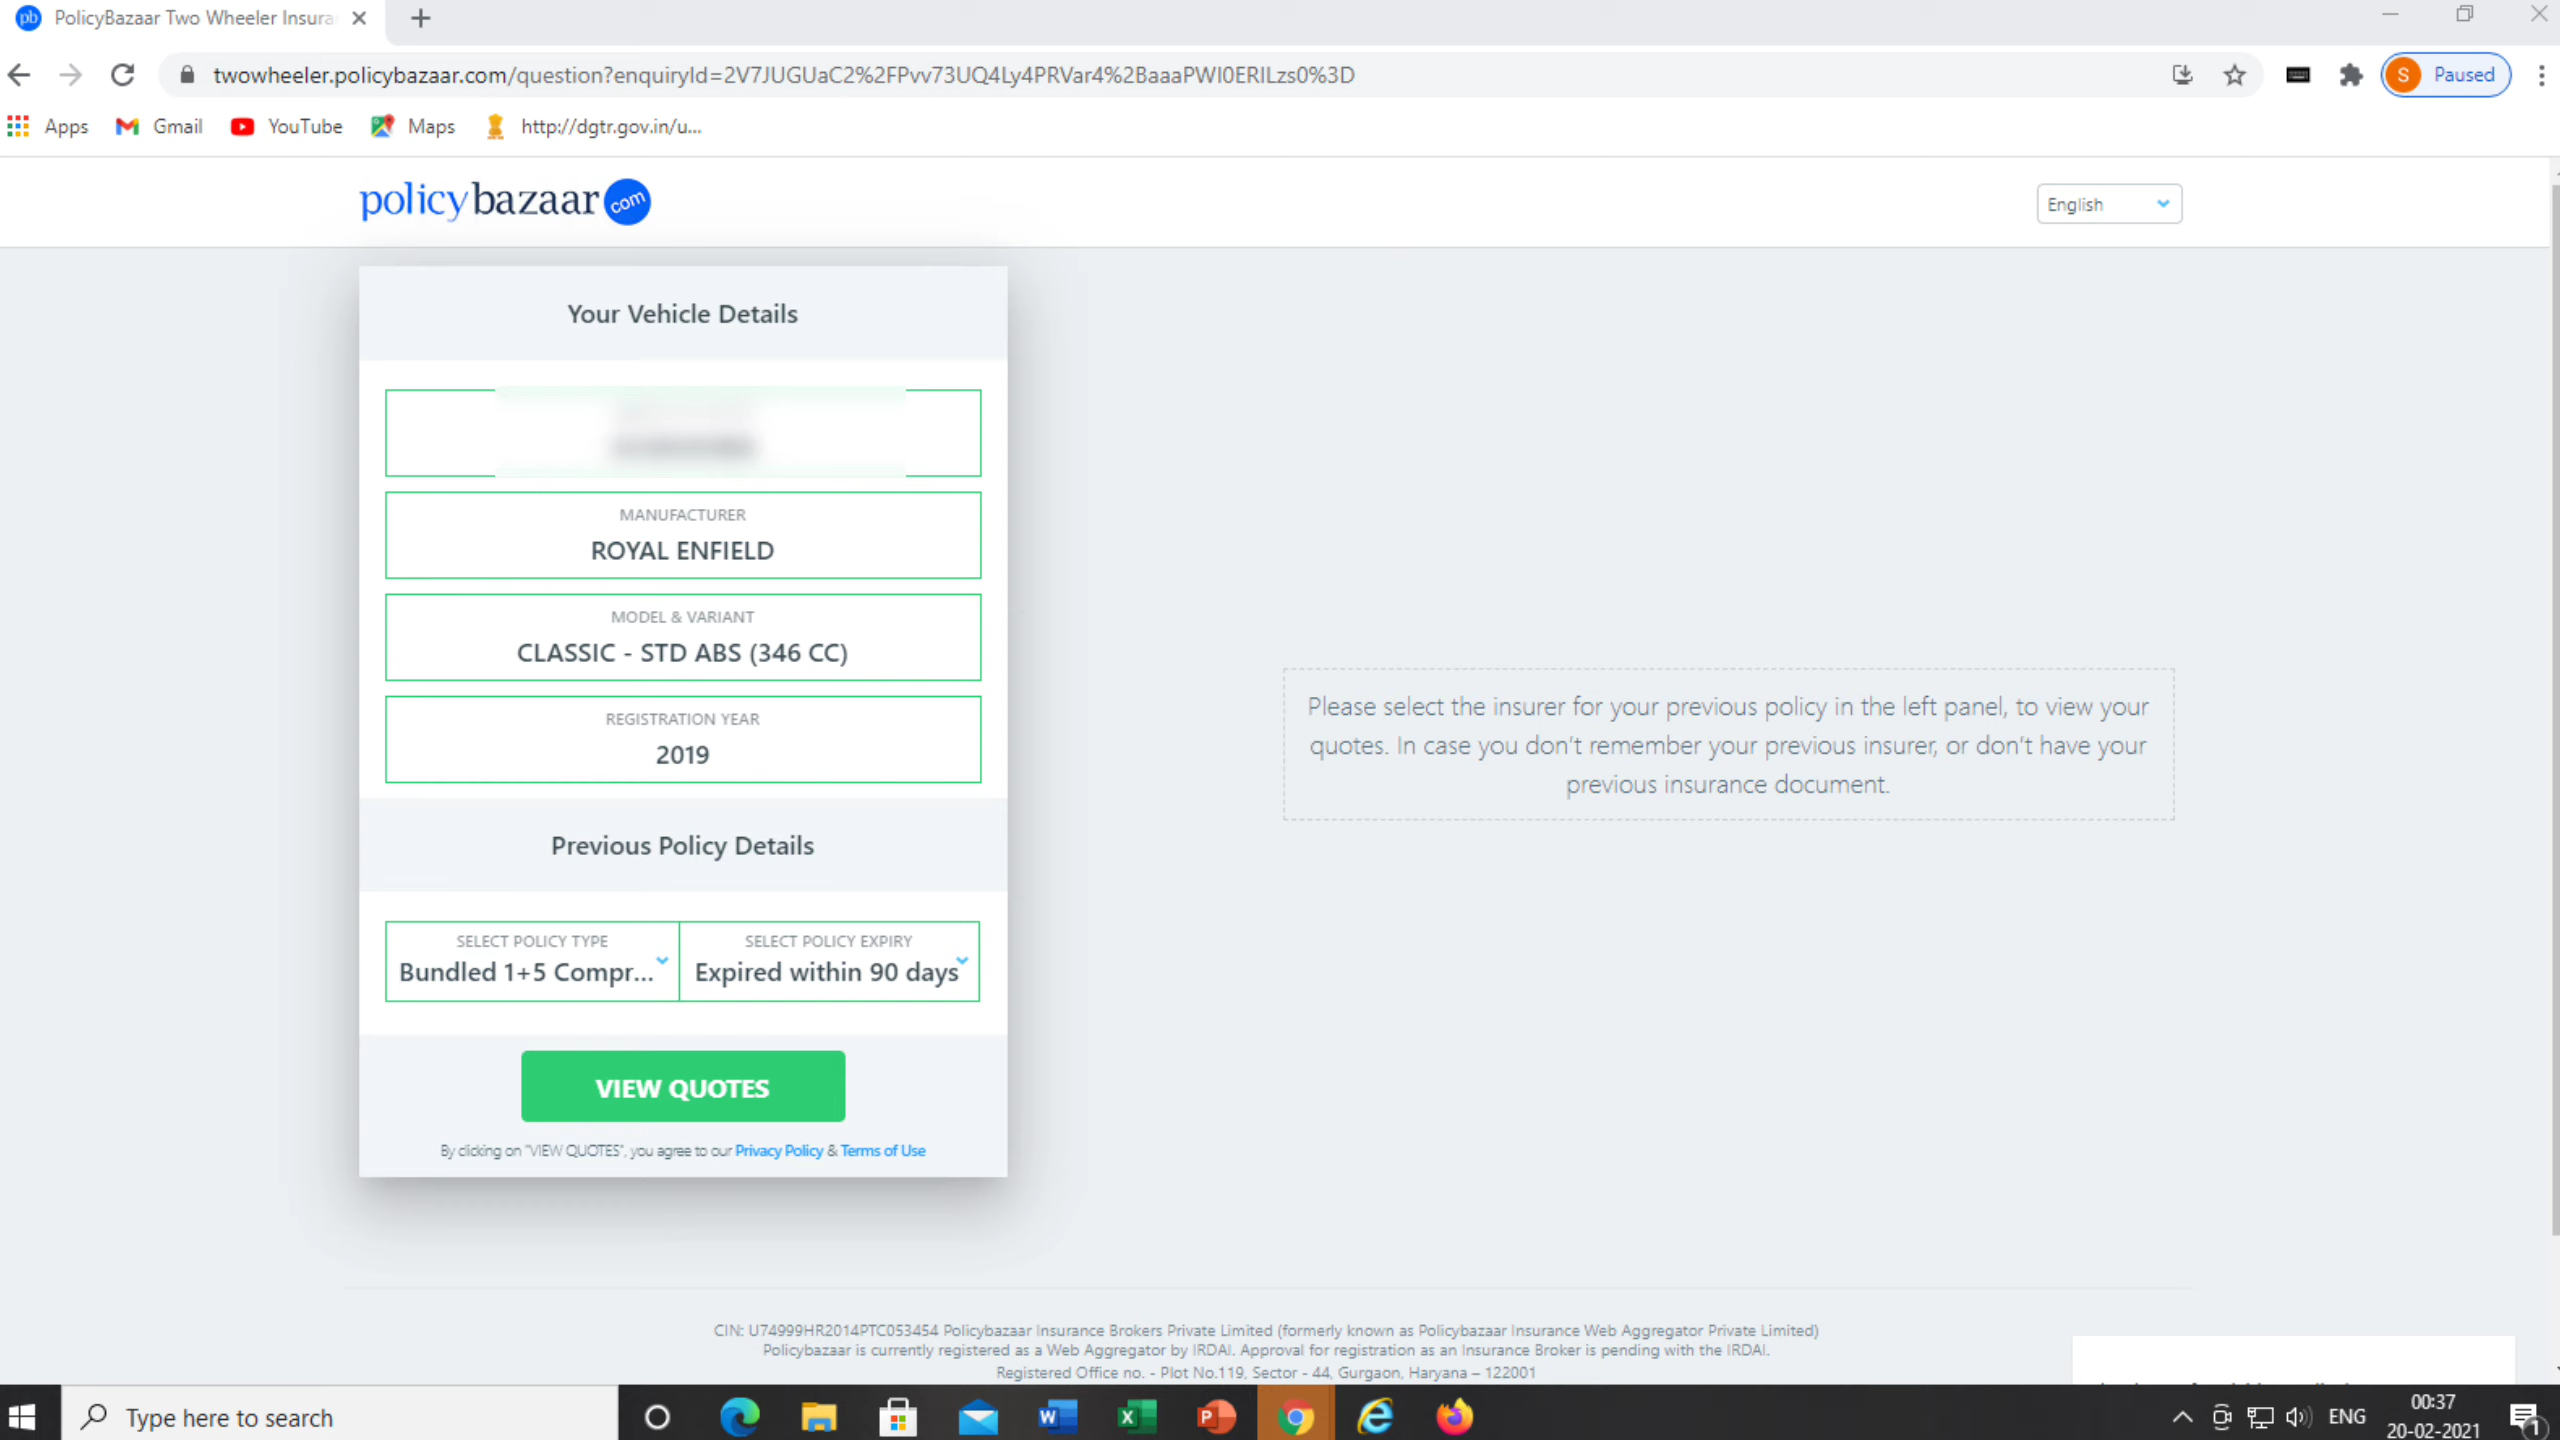 PolicyBazaar Two Wheeler Insura
twowheeler.policybazaar.com/question?enquiryId=2V7JUGUaC2%2FPvv73UQ4Ly4PRVar4%2BaaaPWI0ERILzs0%3D
S Paused
Apps Gmail YouTube Maps http://dgtr.gov.in/u...
policybazaar com
English
Your Vehicle Details
MANUFACTURER
ROYAL ENFIELD
MODEL & VARIANT
CLASSIC - STD ABS (346 CC)
REGISTRATION YEAR
2019
Previous Policy Details
SELECT POLICY TYPE
Bundled 1+5 Compr...
SELECT POLICY EXPIRY
Expired within 90 days
VIEW QUOTES
By clicking on "VIEW QUOTES", you agree to our Privacy Policy & Terms of Use
Please select the insurer for your previous policy in the left panel, to view your
quotes. In case you don't remember your previous insurer, or don't have your
previous insurance document.
CIN: U74999HR2014PTC053454 Policybazaar Insurance Brokers Private Limited (formerly known as Policybazaar Insurance Web Aggregator Private Limited)
Policybazaar is currently registered as a Web Aggregator by IRDAI. Approval for registration as an Insurance Broker is pending with the IRDAI.
Registered Office no. - Plot No.119, Sector - 44, Gurgaon, Haryana – 122001
Type here to search
ENG
00:37
20-02-2021
1